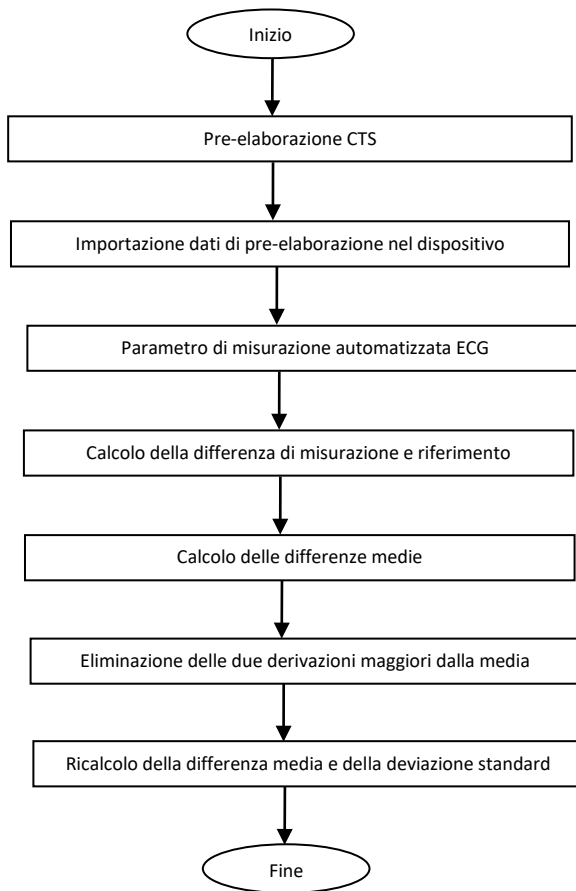 Inizio
Pre-elaborazione CTS
Importazione dati di pre-elaborazione nel dispositivo
Parametro di misurazione automatizzata ECG
Calcolo della differenza di misurazione e riferimento
Calcolo delle differenze medie
Eliminazione delle due derivazioni maggiori dalla media
Ricalcolo della differenza media e della deviazione standard
Fine